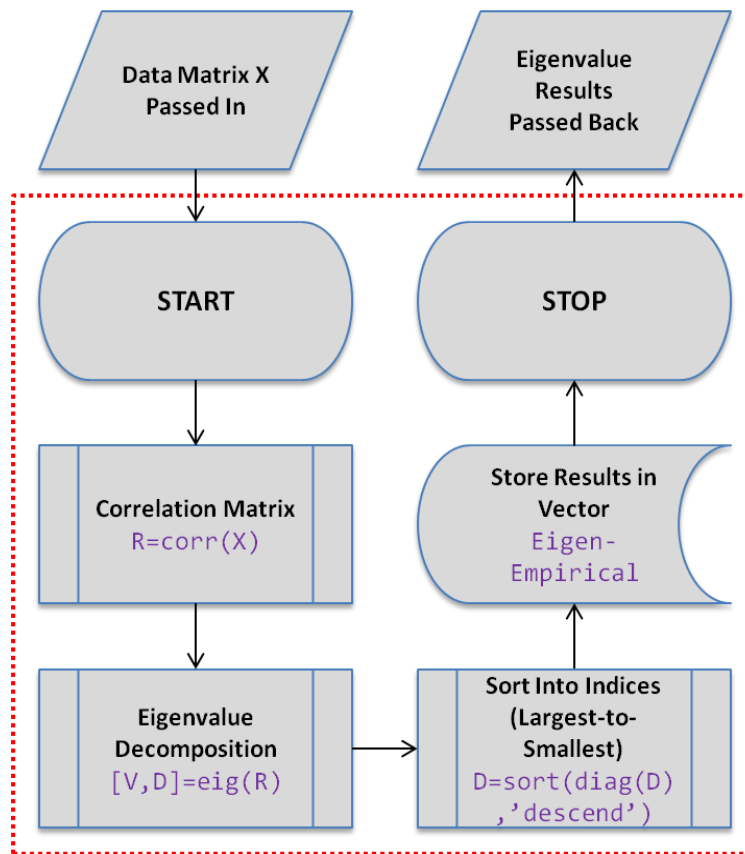 Data Matrix X
Passed In
START
Correlation Matrix
R=corr(X)
Eigenvalue
Decomposition
[V,D]=eig(R)
Sort Into Indices
(Largest-to-
Smallest)
D=sort(diag(D)
,’descend’)
Store Results in
Vector
Eigen-
Empirical
STOP
Eigenvalue
Results
Passed Back